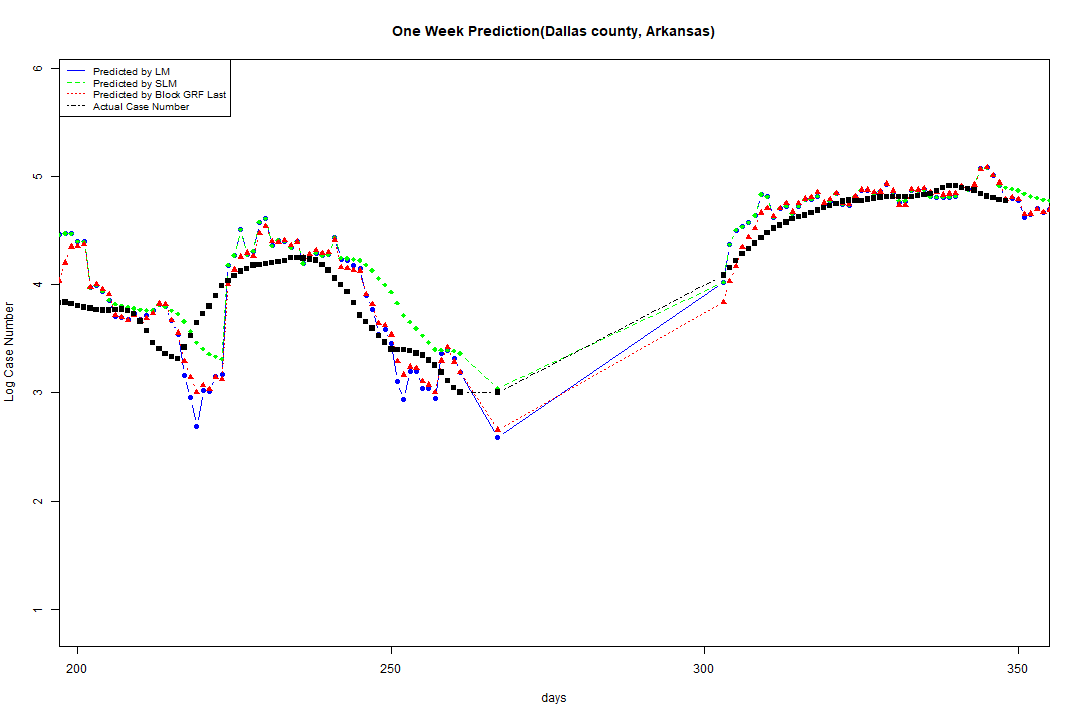 One Week Prediction(Dallas county, Arkansas)
Predicted by LM
Predicted by SLM
Predicted by Block GRF Last
Actual Case Number
6
5
4
3
2
1
Log Case Number
200
250
300
350
days